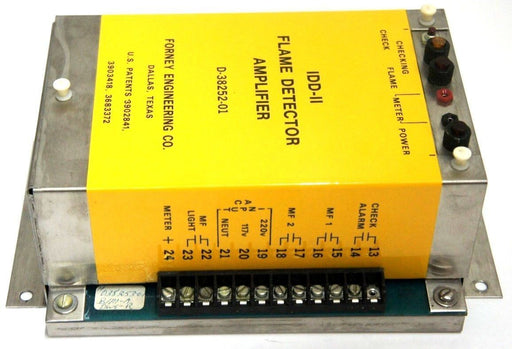 IDD-II
FLAME DETECTOR
AMPLIFIER
D-38252-01
FORNEY ENGINEERING CO.
DALLAS, TEXAS
U.S. PATENTS 3902841,
3903418, 3683372
CHECKING
CHECK FLAME METER POWER
CHECK
ALARM
13
14
MF 1
15
16
MF 2
17
18
AC INPUT
220v
19
117v
20
NEUT
21
MF
LIGHT
22
23
METER +
24